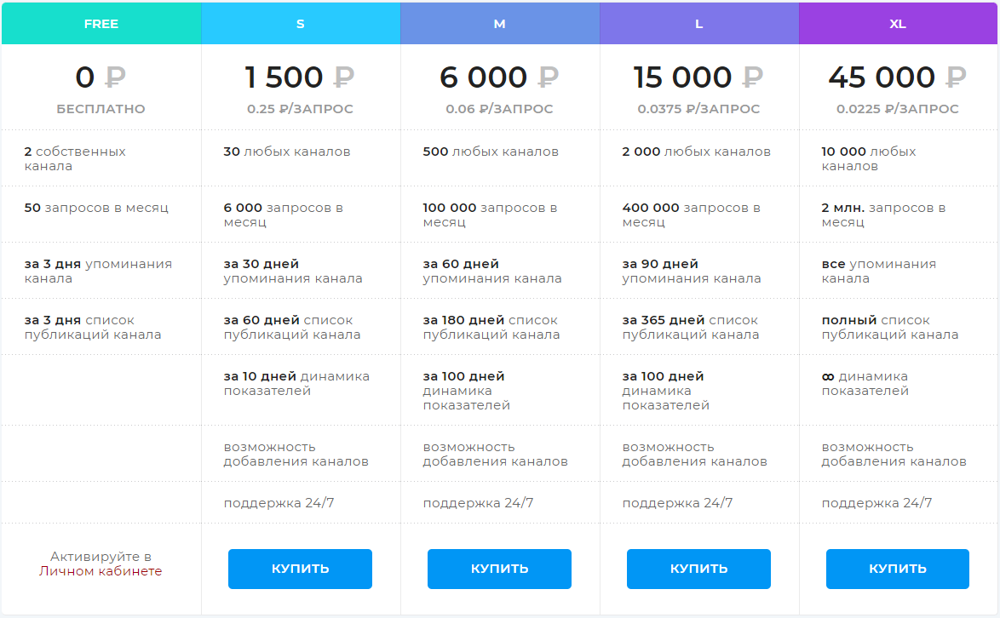 FREE
S
M
L
XL
0 ₽
1 500 ₽
6 000 ₽
15 000 ₽
45 000 ₽
БЕСПЛАТНО
0.25 ₽/ЗАПРОС
0.06 ₽/ЗАПРОС
0.0375 ₽/ЗАПРОС
0.0225 ₽/ЗАПРОС
2 собственных
канала
30 любых каналов
500 любых каналов
2 000 любых каналов
10 000 любых
каналов
50 запросов в месяц
6 000 запросов в
месяц
100 000 запросов в
месяц
400 000 запросов в
месяц
2 млн. запросов в
месяц
за 3 дня упоминания
канала
за 30 дней
упоминания канала
за 60 дней
упоминания канала
за 90 дней
упоминания канала
все упоминания
канала
за 3 дня список
публикаций канала
за 60 дней список
публикаций канала
за 180 дней список
публикаций канала
за 365 дней список
публикаций канала
полный список
публикаций канала
за 10 дней динамика
показателей
за 100 дней
динамика
показателей
за 100 дней
динамика
показателей
∞ динамика
показателей
возможность
добавления каналов
возможность
добавления каналов
возможность
добавления каналов
возможность
добавления каналов
поддержка 24/7
поддержка 24/7
поддержка 24/7
поддержка 24/7
Активируйте в
Личном кабинете
КУПИТЬ
КУПИТЬ
КУПИТЬ
КУПИТЬ